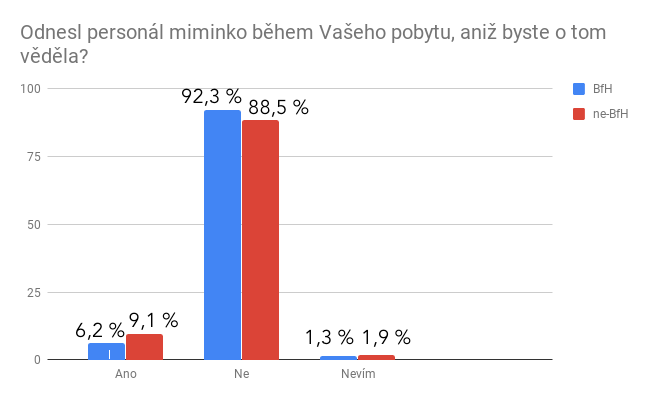 Odnesl personál miminko během Vašeho pobytu, aniž byste o tom
věděla?
100
75
50
25
0
92,3 %
88,5 %
6,2 %
9,1 %
1,3 %
1,9 %
Ano
Ne
Nevím
BfH
ne-BfH